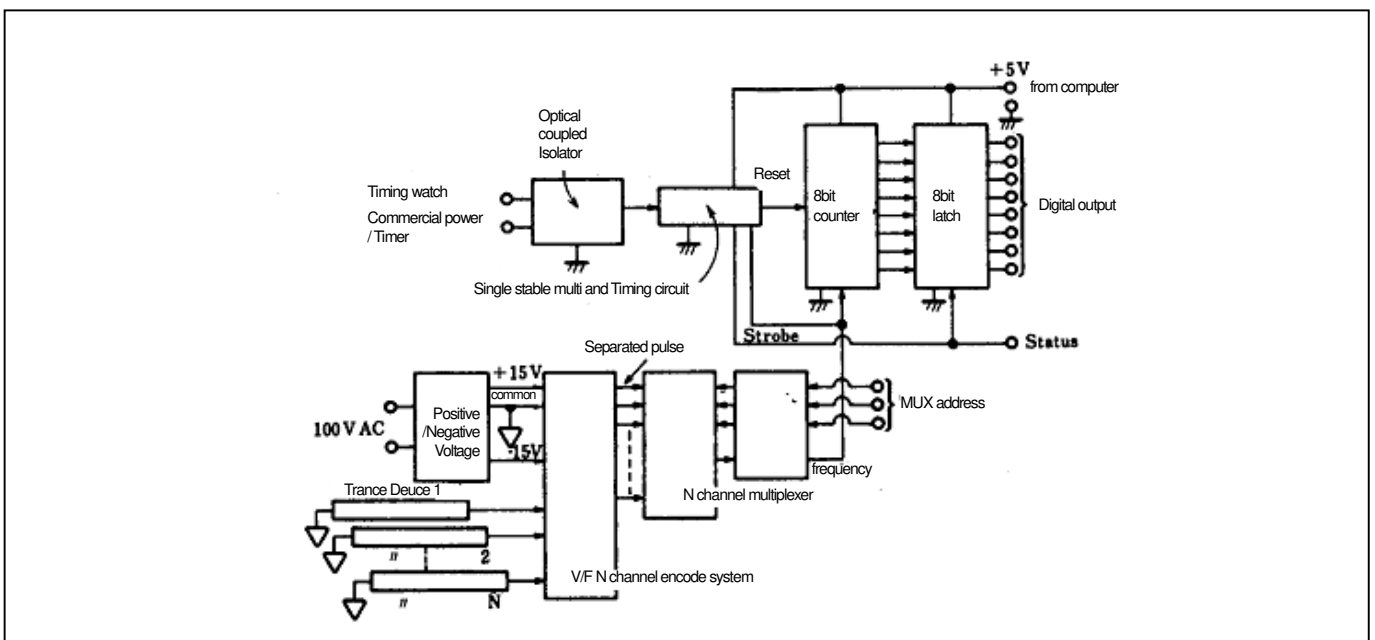 +5V
from computer
Optical
coupled
Isolator
Reset
Timing watch
8bit
counter
8bit
latch
Digital output
Commercial power
/ Timer
Single stable multi and Timing circuit
Strobe
Status
Separated pulse
+15V
common
MUX address
Positive
/Negative
Voltage
100V AC
-15V
frequency
Trance Deuce 1
N channel multiplexer
〃 2
V/F N channel encode system
〃 N